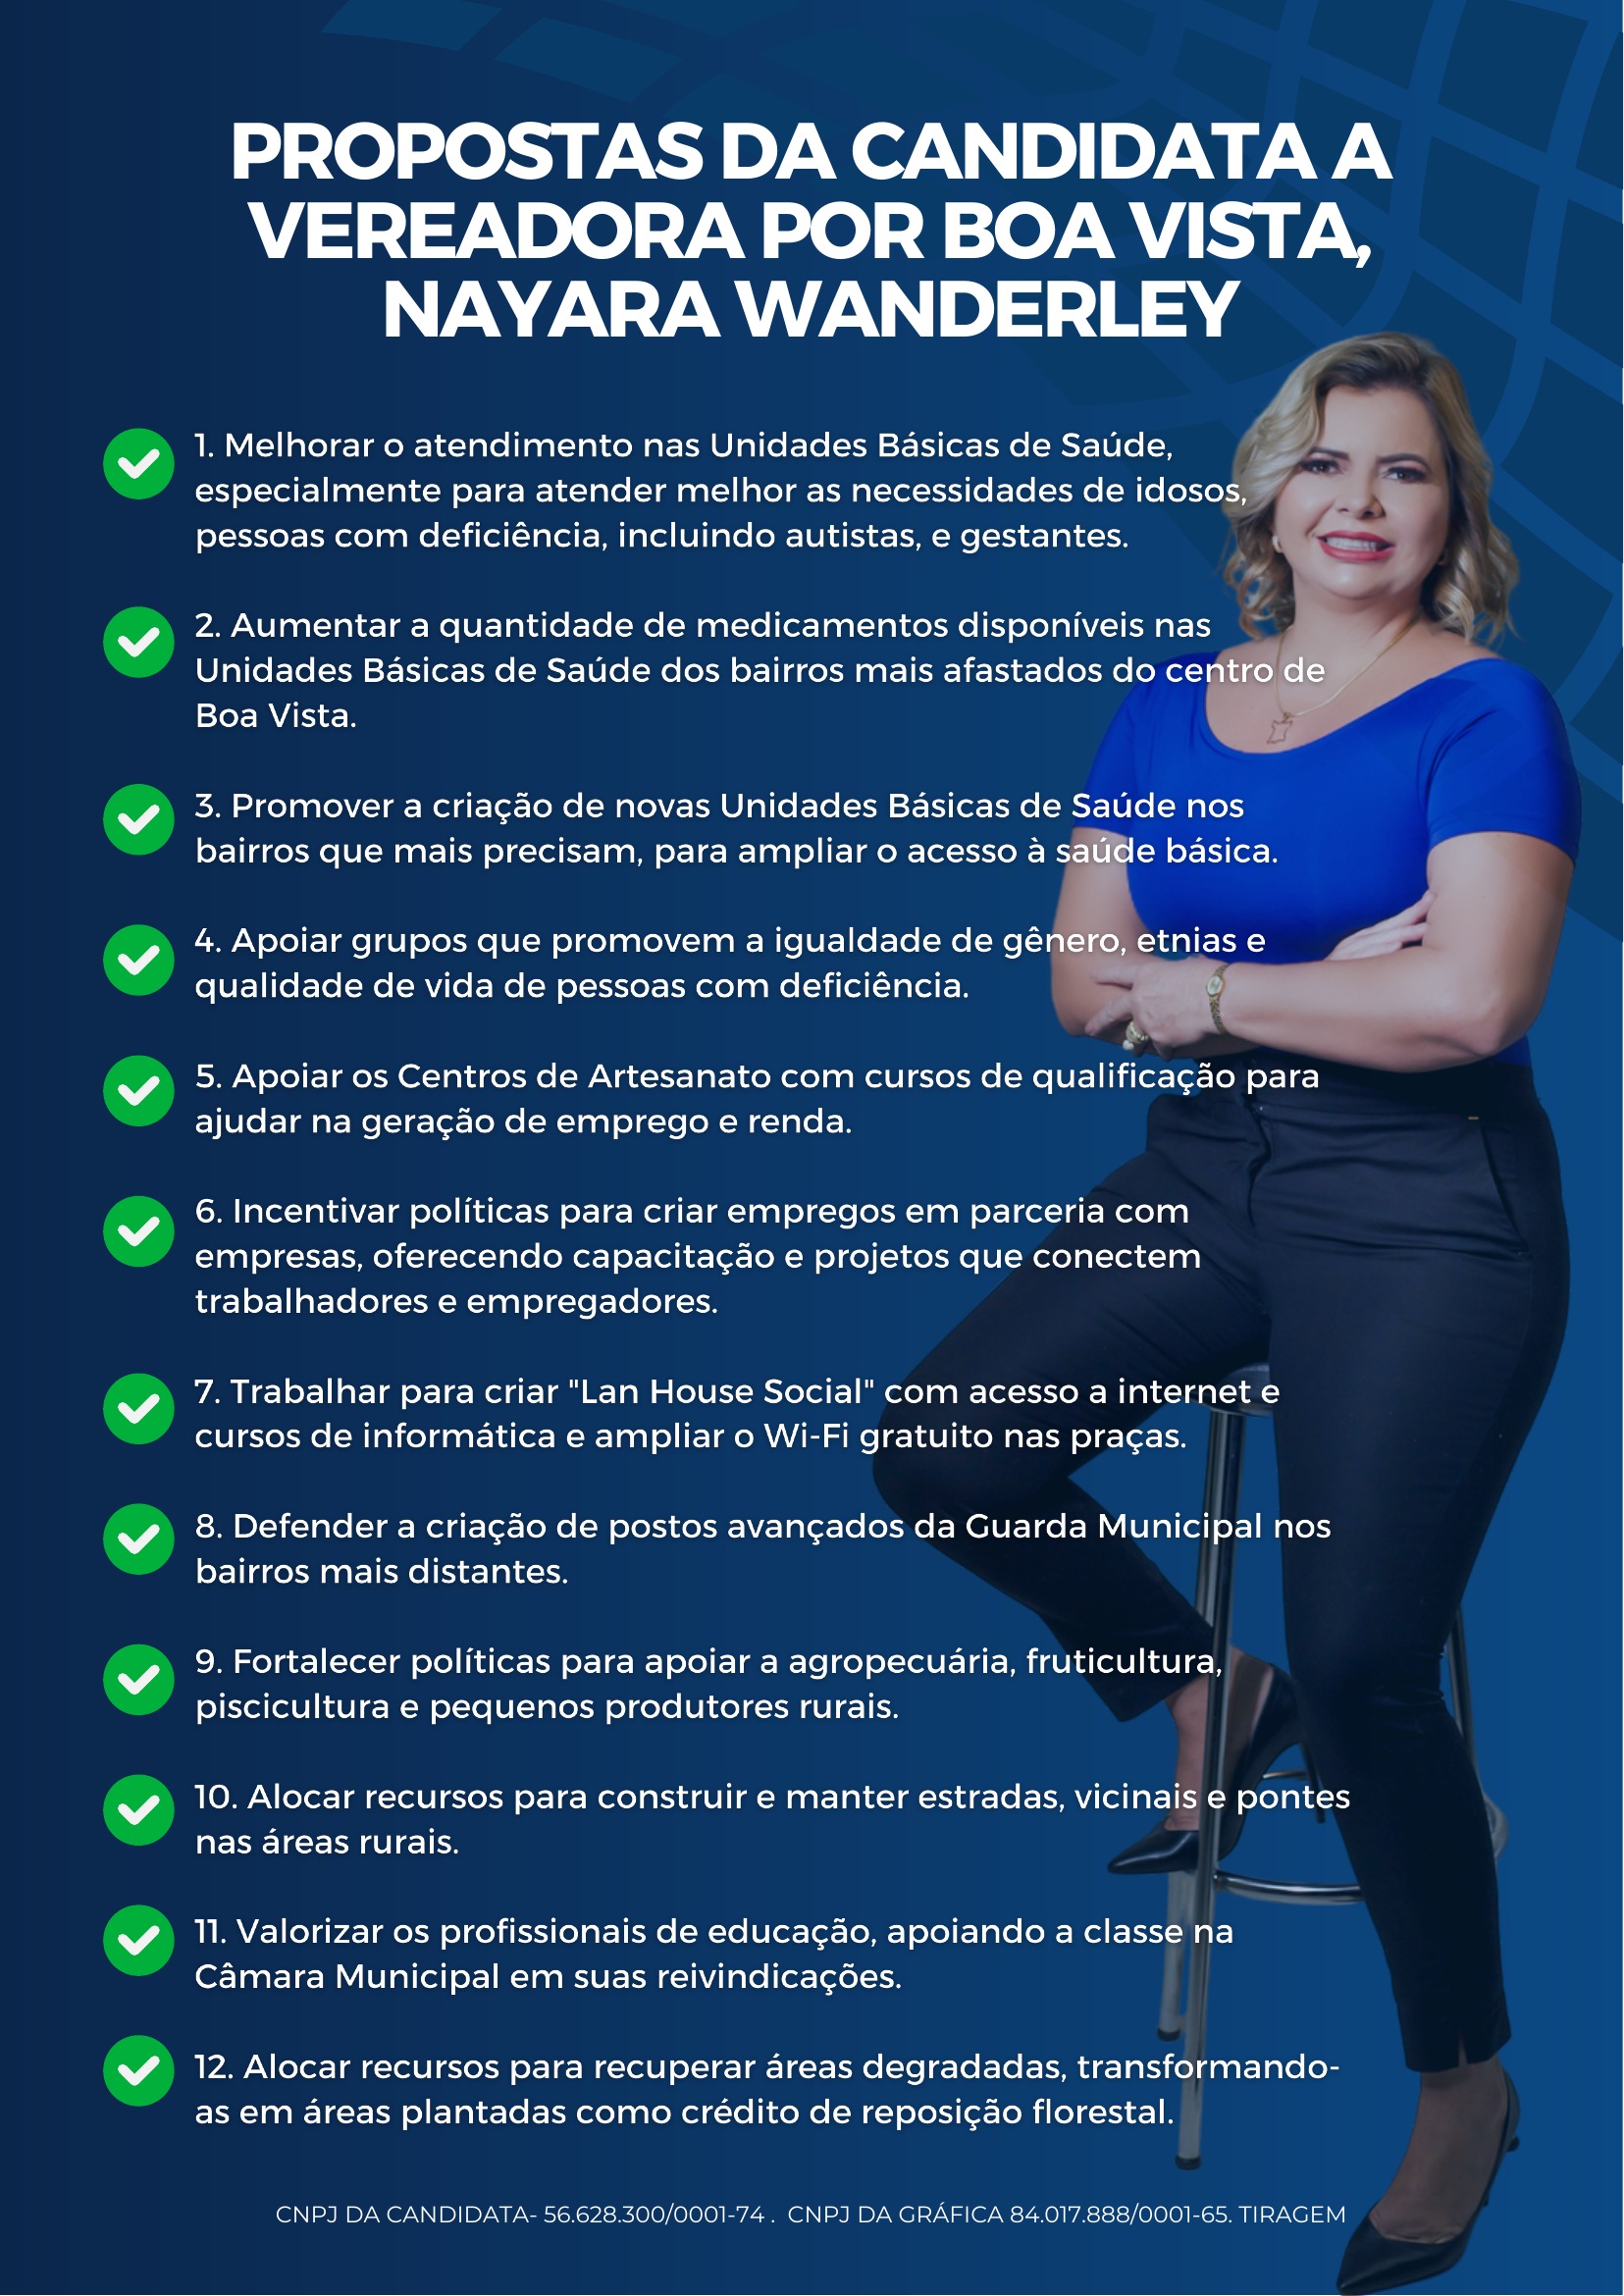 PROPOSTAS DA CANDIDATA A
VEREADORA POR BOA VISTA,
NAYARA WANDERLEY
1. Melhorar o atendimento nas Unidades Básicas de Saúde,
especialmente para atender melhor as necessidades de idosos,
pessoas com deficiência, incluindo autistas, e gestantes.
2. Aumentar a quantidade de medicamentos disponíveis nas
Unidades Básicas de Saúde dos bairros mais afastados do centro de
Boa Vista.
3. Promover a criação de novas Unidades Básicas de Saúde nos
bairros que mais precisam, para ampliar o acesso à saúde básica.
4. Apoiar grupos que promovem a igualdade de gênero, etnias e
qualidade de vida de pessoas com deficiência.
5. Apoiar os Centros de Artesanato com cursos de qualificação para
ajudar na geração de emprego e renda.
6. Incentivar políticas para criar empregos em parceria com
empresas, oferecendo capacitação e projetos que conectem
trabalhadores e empregadores.
7. Trabalhar para criar "Lan House Social" com acesso a internet e
cursos de informática e ampliar o Wi-Fi gratuito nas praças.
8. Defender a criação de postos avançados da Guarda Municipal nos
bairros mais distantes.
9. Fortalecer políticas para apoiar a agropecuária, fruticultura,
piscicultura e pequenos produtores rurais.
10. Alocar recursos para construir e manter estradas, vicinais e pontes
nas áreas rurais.
11. Valorizar os profissionais de educação, apoiando a classe na
Câmara Municipal em suas reivindicações.
12. Alocar recursos para recuperar áreas degradadas, transformando-
as em áreas plantadas como crédito de reposição florestal.
CNPJ DA CANDIDATA- 56.628.300/0001-74 . CNPJ DA GRÁFICA 84.017.888/0001-65. TIRAGEM